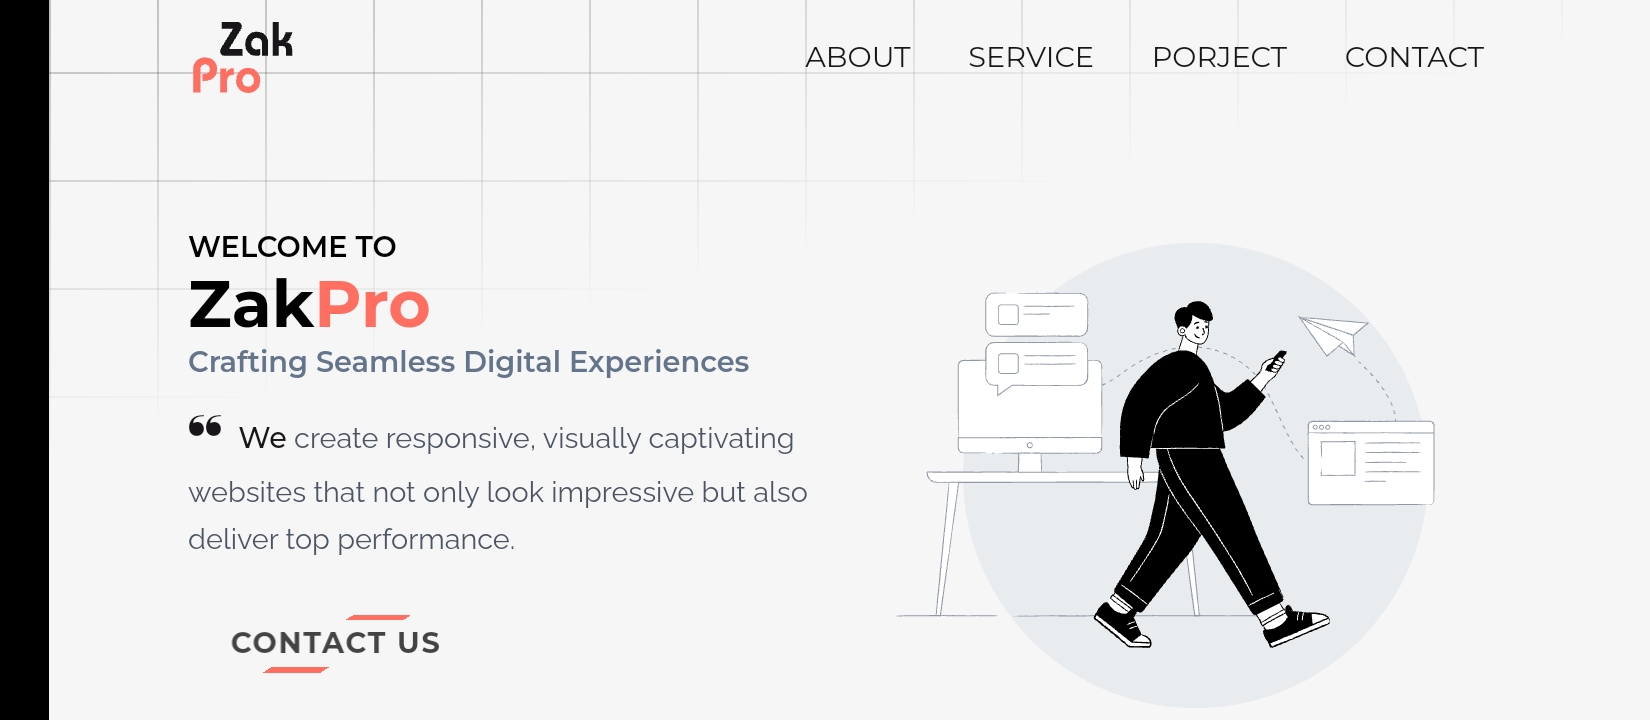 Zak
Pro
ABOUT SERVICE PORJECT CONTACT
WELCOME TO
ZakPro
Crafting Seamless Digital Experiences
“ We create responsive, visually captivating
websites that not only look impressive but also
deliver top performance.
CONTACT US